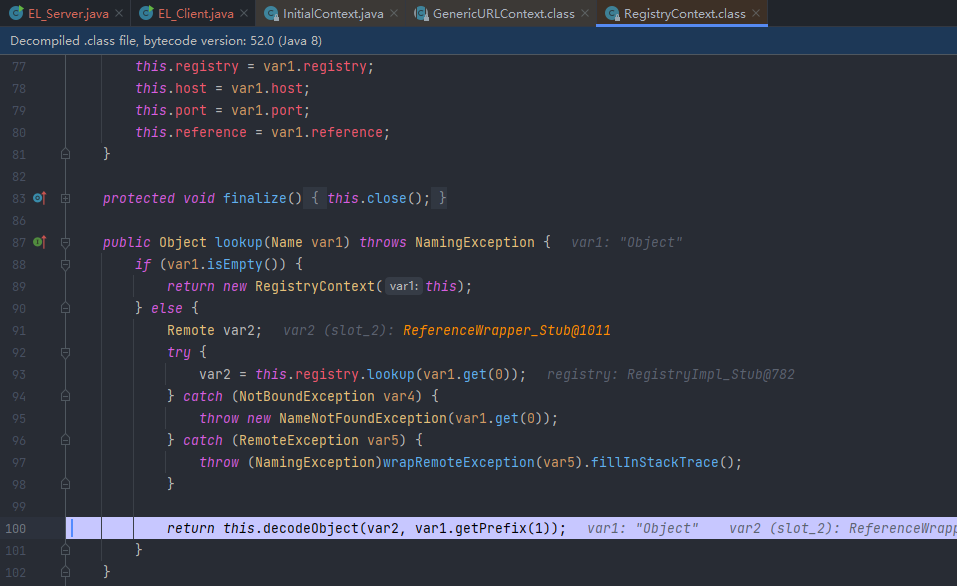 EL_Server.java EL_Client.java InitialContext.java GenericURLContext.class RegistryContext.class
Decompiled .class file, bytecode version: 52.0 (Java 8)
77 this.registry = var1.registry;
78 this.host = var1.host;
79 this.port = var1.port;
80 this.reference = var1.reference;
81 }
82
83 protected void finalize() { this.close(); }
86
87 public Object lookup(Name var1) throws NamingException { var1: "Object"
88 if (var1.isEmpty()) {
89 return new RegistryContext( var1: this);
90 } else {
91 Remote var2; var2 (slot_2): ReferenceWrapper_Stub@1011
92 try {
93 var2 = this.registry.lookup(var1.get(0)); registry: RegistryImpl_Stub@782
94 } catch (NotBoundException var4) {
95 throw new NameNotFoundException(var1.get(0));
96 } catch (RemoteException var5) {
97 throw (NamingException)wrapRemoteException(var5).fillInStackTrace();
98 }
99
100 return this.decodeObject(var2, var1.getPrefix(1)); var1: "Object" var2 (slot_2): ReferenceWrapp
101 }
102 }